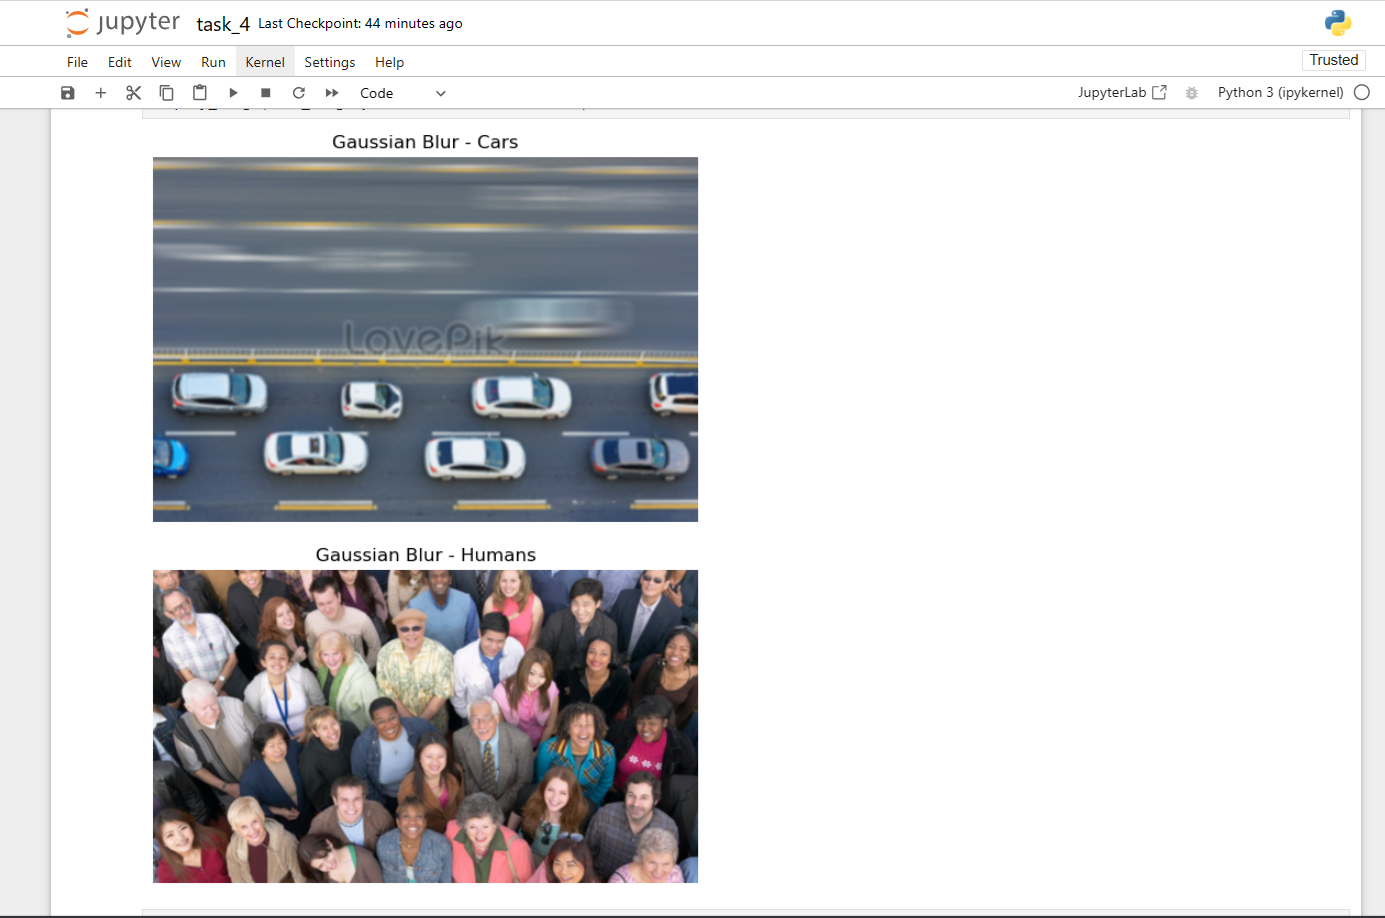 jupyter task_4 Last Checkpoint: 44 minutes ago
File Edit View Run Kernel Settings Help Trusted
Code JupyterLab Python 3 (ipykernel)
Gaussian Blur - Cars
LovePik
Gaussian Blur - Humans